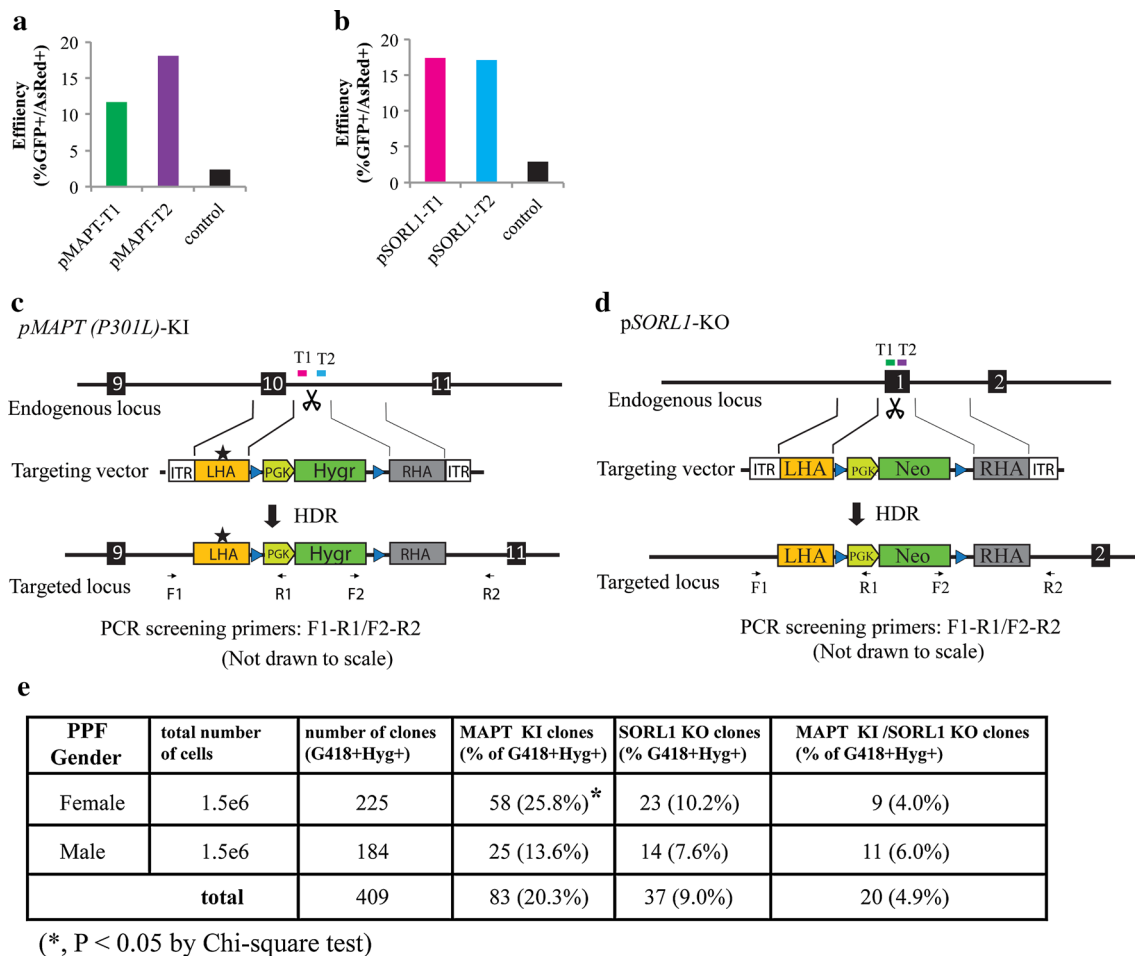 a
20
15
10
5
0
Effiiency
(%GFP+/AsRed+)
pMAPT-T1
pMAPT-T2
control
b
20
15
10
5
0
Effiiency
(%GFP+/AsRed+)
pSORL1-T1
pSORL1-T2
control
c
pMAPT (P301L)-KI
T1 T2
9 10 11
Endogenous locus
Targeting vector
ITR LHA PGK Hygr RHA ITR
HDR
9 LHA PGK Hygr RHA 11
Targeted locus
F1 R1 F2 R2
PCR screening primers: F1-R1/F2-R2
(Not drawn to scale)
d
pSORL1-KO
T1 T2
1 2
Endogenous locus
Targeting vector
ITR LHA PGK Neo RHA ITR
HDR
LHA PGK Neo RHA 2
Targeted locus
F1 R1 F2 R2
PCR screening primers: F1-R1/F2-R2
(Not drawn to scale)
e
PPF Gender | total number of cells | number of clones (G418+Hyg+) | MAPT KI clones (% of G418+Hyg+) | SORL1 KO clones (% G418+Hyg+) | MAPT KI /SORL1 KO clones (% of G418+Hyg+)
Female | 1.5e6 | 225 | 58 (25.8%)* | 23 (10.2%) | 9 (4.0%)
Male | 1.5e6 | 184 | 25 (13.6%) | 14 (7.6%) | 11 (6.0%)
total | 409 | 83 (20.3%) | 37 (9.0%) | 20 (4.9%)
(*, P < 0.05 by Chi-square test)